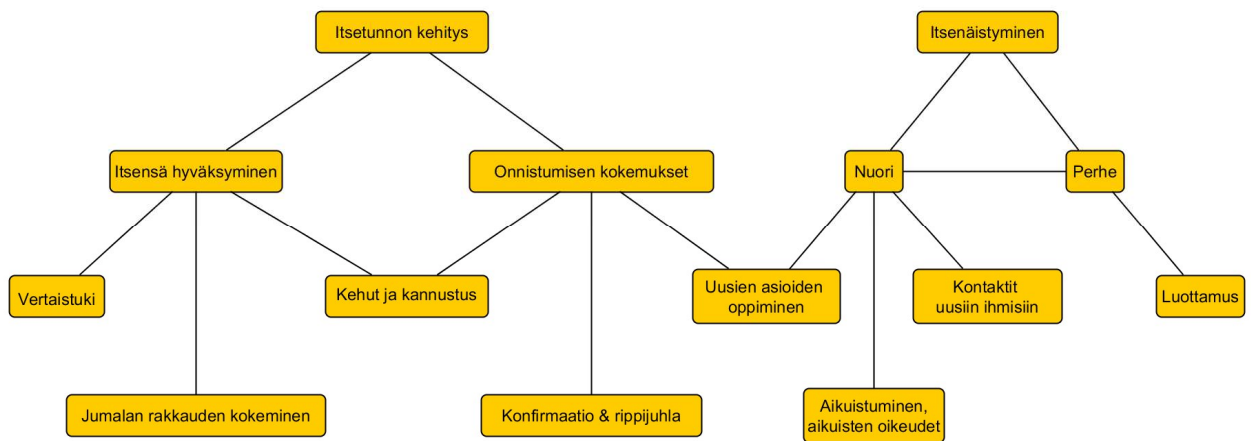 Itsetunnon kehitys
Itsenäistyminen
Itsensä hyväksyminen
Onnistumisen kokemukset
Nuori
Perhe
Vertaistuki
Kehut ja kannustus
Uusien asioiden
oppiminen
Kontaktit
uusiin ihmisiin
Luottamus
Jumalan rakkauden kokeminen
Konfirmaatio & rippijuhla
Aikuistuminen,
aikuisten oikeudet